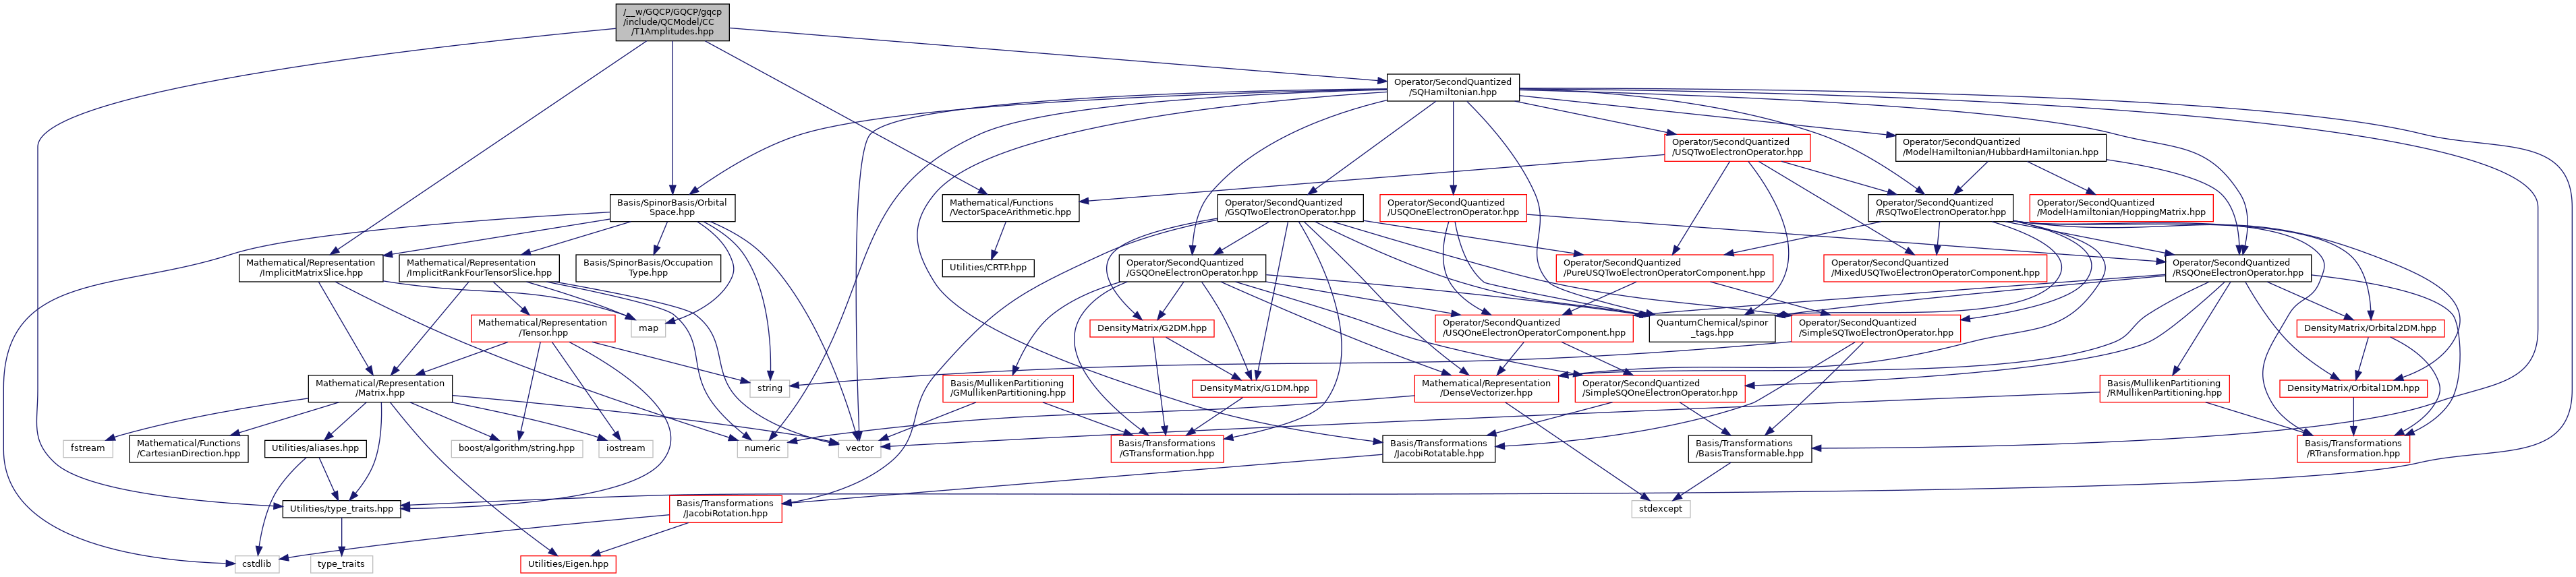 /__w/GQCP/GQCP/gqcp
/include/QCModel/CC
/T1Amplitudes.hpp
Operator/SecondQuantized
/SQHamiltonian.hpp
Operator/SecondQuantized
/USQTwoElectronOperator.hpp
Operator/SecondQuantized
/ModelHamiltonian/HubbardHamiltonian.hpp
Basis/SpinorBasis/Orbital
Space.hpp
Mathematical/Functions
/VectorSpaceArithmetic.hpp
Operator/SecondQuantized
/GSQTwoElectronOperator.hpp
Operator/SecondQuantized
/USQOneElectronOperator.hpp
Operator/SecondQuantized
/RSQTwoElectronOperator.hpp
Operator/SecondQuantized
/ModelHamiltonian/HoppingMatrix.hpp
Mathematical/Representation
/ImplicitMatrixSlice.hpp
Mathematical/Representation
/ImplicitRankFourTensorSlice.hpp
Basis/SpinorBasis/Occupation
Type.hpp
Utilities/CRTP.hpp
Operator/SecondQuantized
/GSQOneElectronOperator.hpp
Operator/SecondQuantized
/PureUSQTwoElectronOperatorComponent.hpp
Operator/SecondQuantized
/MixedUSQTwoElectronOperatorComponent.hpp
Operator/SecondQuantized
/RSQOneElectronOperator.hpp
Mathematical/Representation
/Tensor.hpp
map
DensityMatrix/G2DM.hpp
Operator/SecondQuantized
/USQOneElectronOperatorComponent.hpp
QuantumChemical/spinor
_tags.hpp
Operator/SecondQuantized
/SimpleSQTwoElectronOperator.hpp
DensityMatrix/Orbital2DM.hpp
Mathematical/Representation
/Matrix.hpp
string
Basis/MullikenPartitioning
/GMullikenPartitioning.hpp
DensityMatrix/G1DM.hpp
Mathematical/Representation
/DenseVectorizer.hpp
Operator/SecondQuantized
/SimpleSQOneElectronOperator.hpp
Basis/MullikenPartitioning
/RMullikenPartitioning.hpp
DensityMatrix/Orbital1DM.hpp
fstream
Mathematical/Functions
/CartesianDirection.hpp
Utilities/aliases.hpp
boost/algorithm/string.hpp
iostream
numeric
vector
Basis/Transformations
/GTransformation.hpp
Basis/Transformations
/JacobiRotatable.hpp
Basis/Transformations
/BasisTransformable.hpp
Basis/Transformations
/RTransformation.hpp
Utilities/type_traits.hpp
Basis/Transformations
/JacobiRotation.hpp
stdexcept
cstdlib
type_traits
Utilities/Eigen.hpp